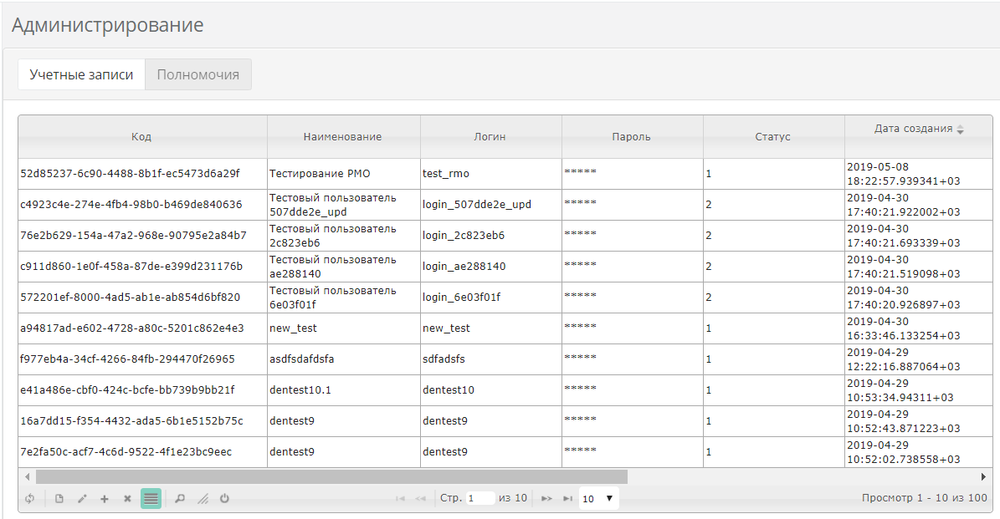 Администрирование
Учетные записи Полномочия
Код Наименование Логин Пароль Статус Дата создания
52d85237-6c90-4488-8b1f-ec5473d6a29f Тестирование РМО test_rmo ***** 1 2019-05-08 18:22:57.939341+03
c4923c4e-274e-4fb4-98b0-b469de840636 Тестовый пользователь 507dde2e_upd login_507dde2e_upd ***** 2 2019-04-30 17:40:21.922002+03
76e2b629-154a-47a2-968e-90795e2a84b7 Тестовый пользователь 2c823eb6 login_2c823eb6 ***** 2 2019-04-30 17:40:21.693339+03
c911d860-1e0f-458a-87de-e399d231176b Тестовый пользователь ae288140 login_ae288140 ***** 2 2019-04-30 17:40:21.519098+03
572201ef-8000-4ad5-ab1e-ab854d6bf820 Тестовый пользователь 6e03f01f login_6e03f01f ***** 2 2019-04-30 17:40:20.926897+03
a94817ad-e602-4728-a80c-5201c862e4e3 new_test new_test ***** 1 2019-04-30 16:33:46.133254+03
f977eb4a-34cf-4266-84fb-294470f26965 asdfsdafdsfa sdfadsfs ***** 1 2019-04-29 12:22:16.887064+03
e41a486e-cbf0-424c-bcfe-bb739b9bb21f dentest10.1 dentest10 ***** 1 2019-04-29 10:53:34.94311+03
16a7dd15-f354-4432-ada5-6b1e5152b75c dentest9 dentest9 ***** 1 2019-04-29 10:52:43.871223+03
7e2fa50c-acf7-4c6d-9522-4f1e23bc9eec dentest9 dentest9 ***** 1 2019-04-29 10:52:02.738558+03
Стр. 1 из 10 10 Просмотр 1 - 10 из 100